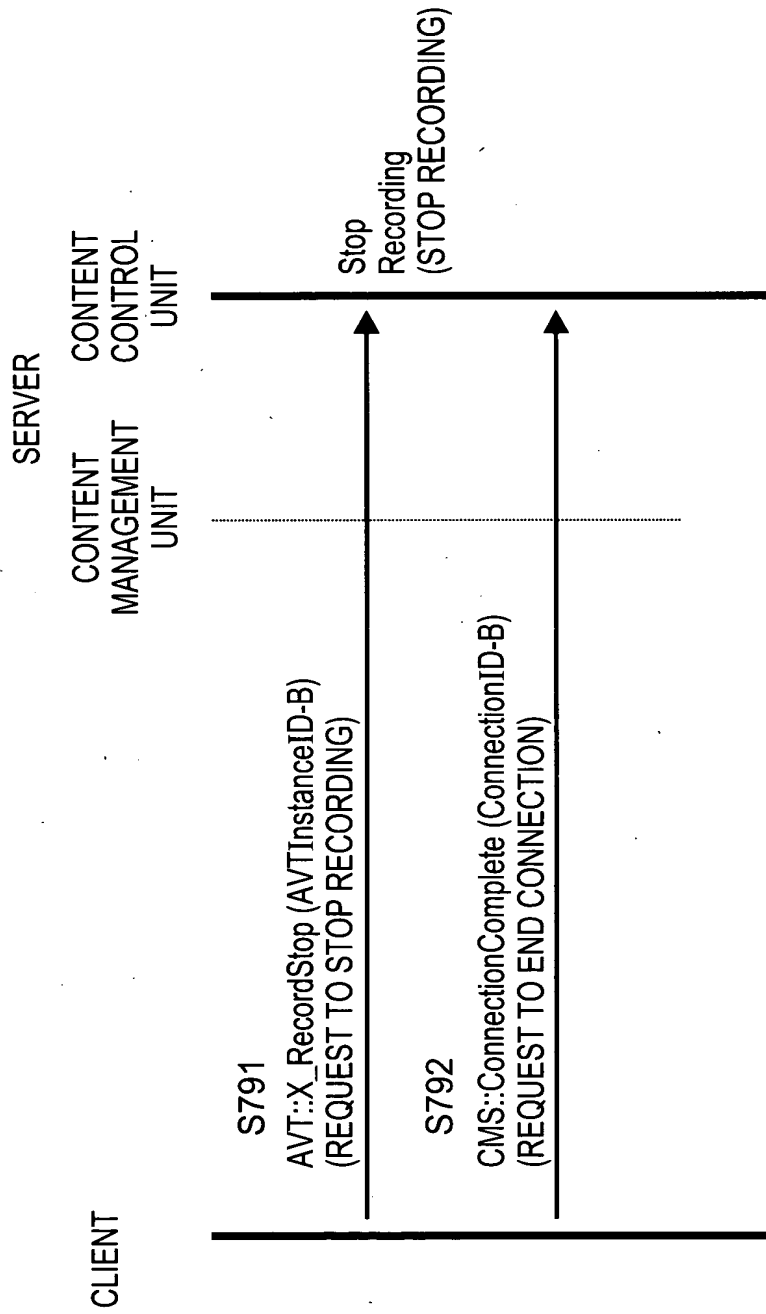 SERVER
CLIENT
CONTENT
MANAGEMENT
UNIT
CONTENT
CONTROL
UNIT
S791
AVT::X_RecordStop (AVTInstanceID-B)
(REQUEST TO STOP RECORDING)
Stop
Recording
(STOP RECORDING)
S792
CMS::ConnectionComplete (ConnectionID-B)
(REQUEST TO END CONNECTION)